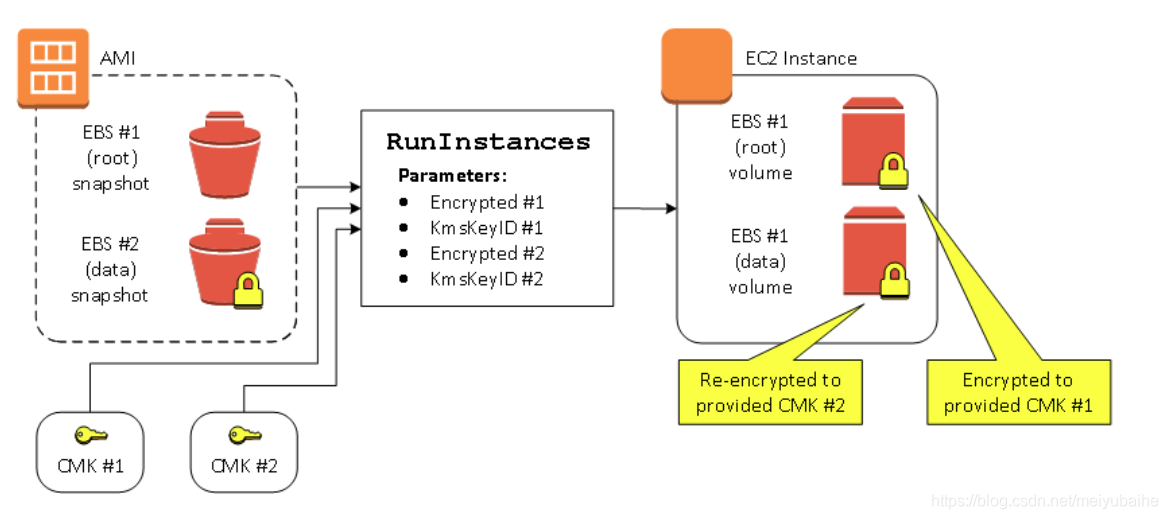 AMI
EBS #1
(root)
snapshot
EBS #2
(data)
snapshot
CMK #1
CMK #2
RunInstances
Parameters:
• Encrypted #1
• KmsKeyID #1
• Encrypted #2
• KmsKeyID #2
EC2 Instance
EBS #1
(root)
volume
EBS #1
(data)
volume
Re-encrypted to
provided CMK #2
Encrypted to
provided CMK #1
https://blog.csdn.net/meiyubaihe